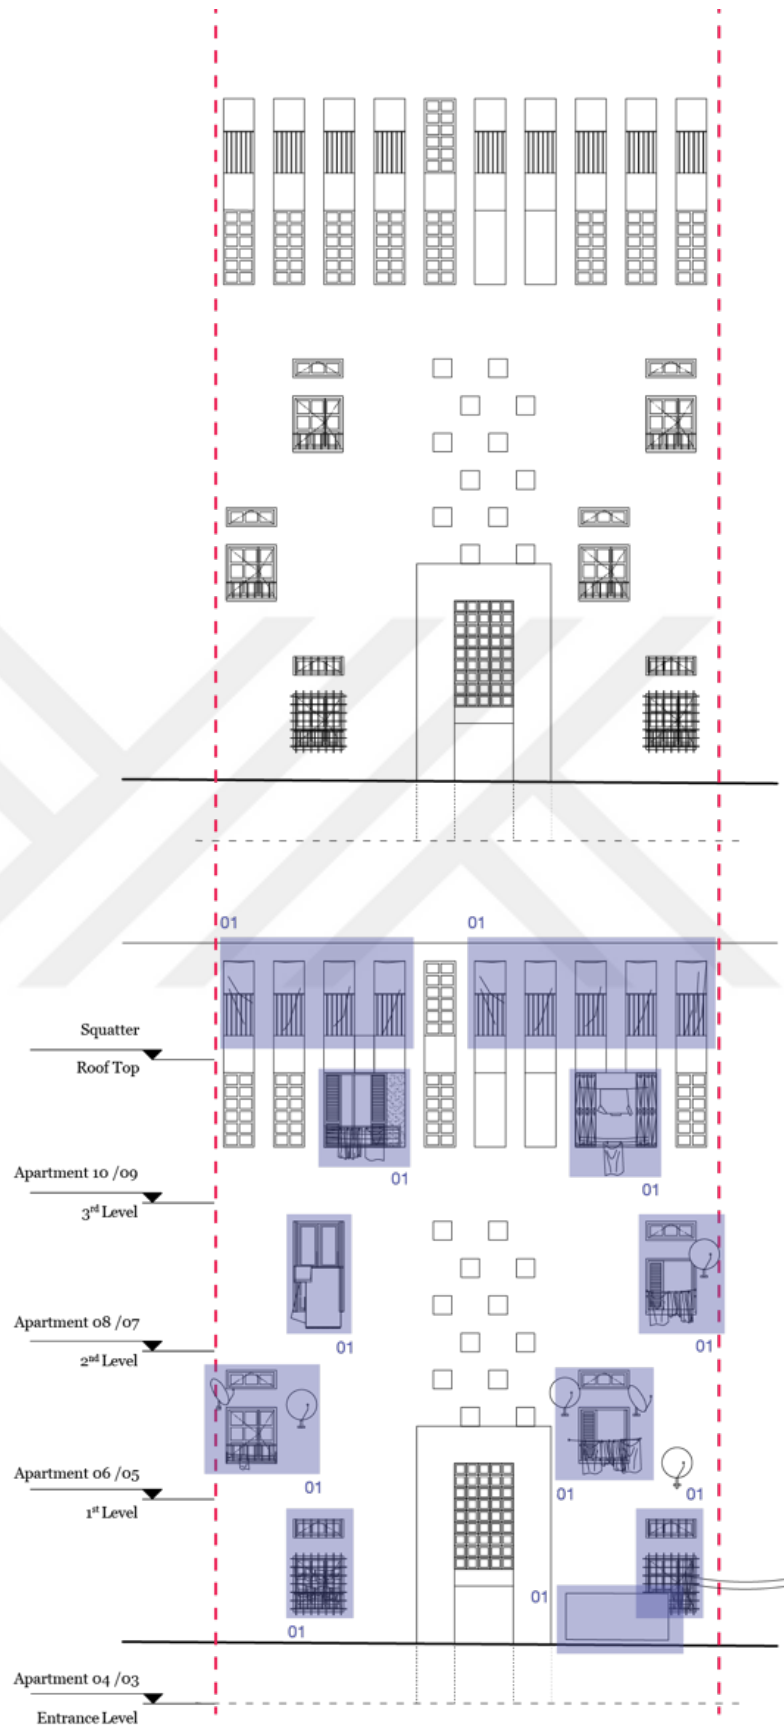 01 01
Squatter
Roof Top
01
01
Apartment 10 /09
3rd Level
Apartment 08 /07
01 01
2nd Level
Apartment 06 /05
01
01 01
1st Level
01
01
Apartment 04 /03
Entrance Level